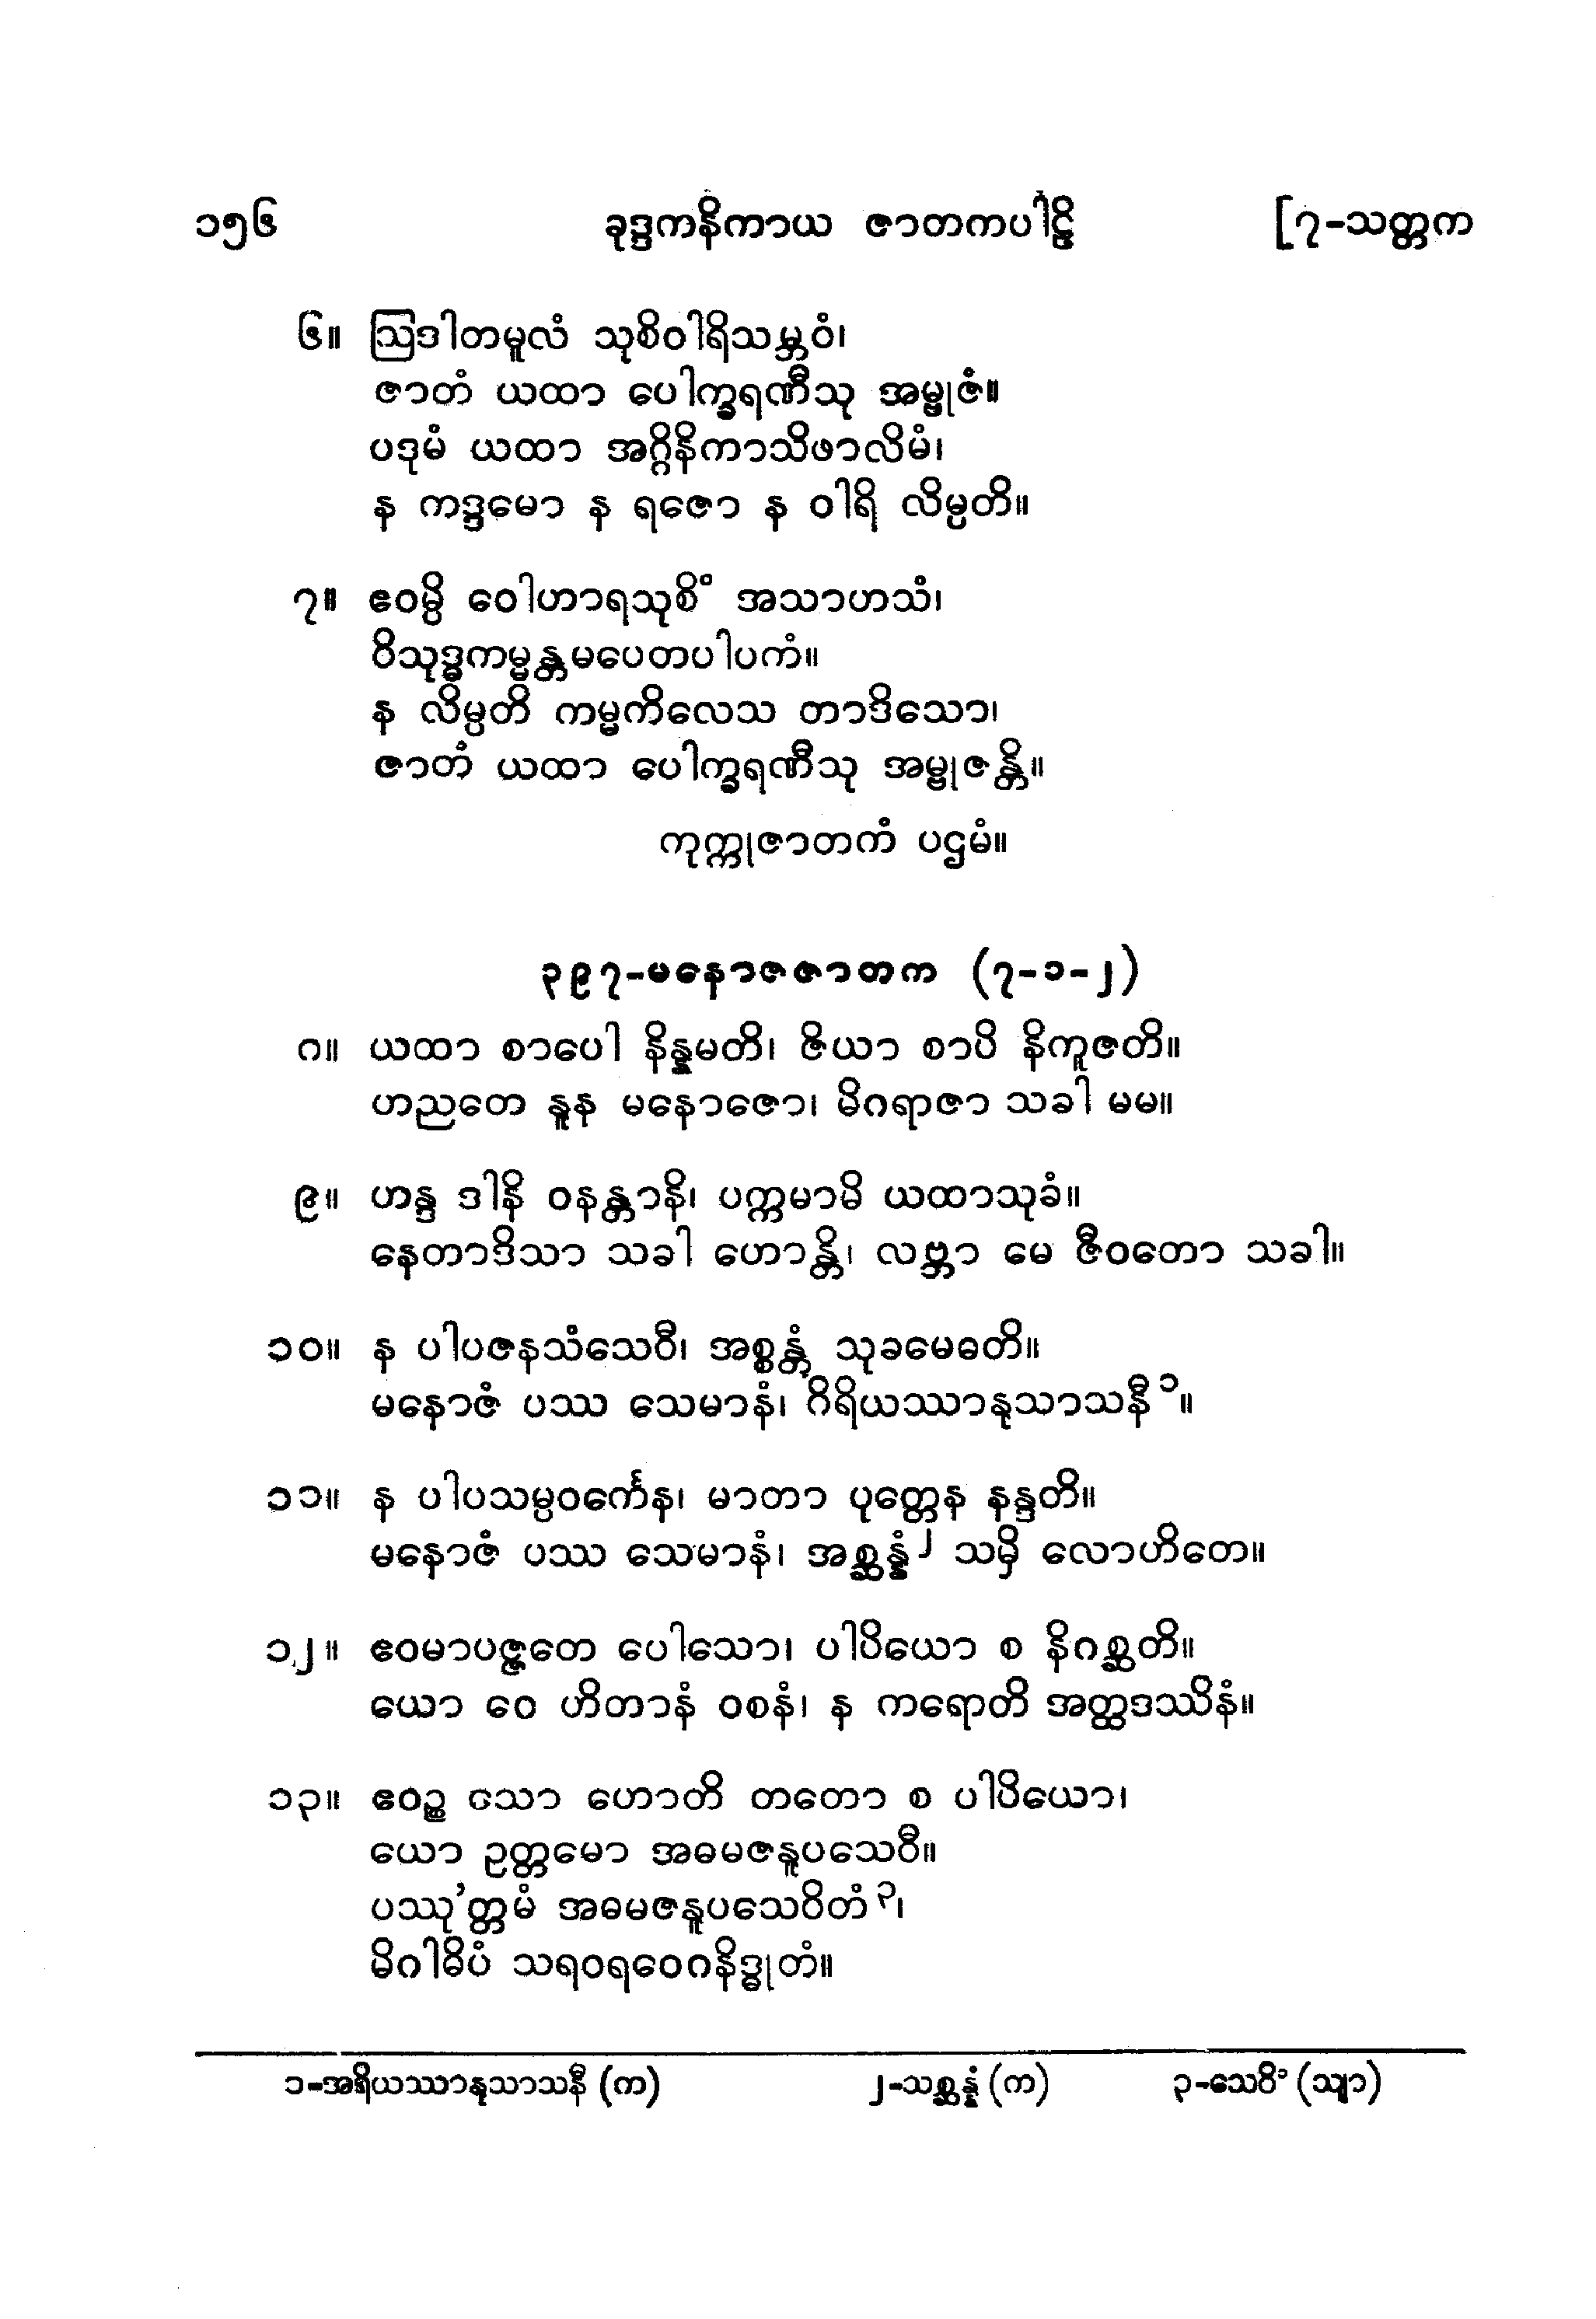 ၁၅၆ ခုဒ္ဒကနိကာယ ဇာတကပါဠိ [၇-သတ္တက
၆။ ဩဒါတမူလံ သုစိဝါရိသမ္ဘဝံ၊
ဇာတံ ယထာ ပေါက္ခရဏီသု အမ္ဗုဇံ။
ပဒုမံ ယထာ အဂ္ဂိနိကာသိဖာလိမံ၊
န ကဒ္ဒမော န ရဇော န ဝါရိ လိမ္ပတိ။
၇။ ဧဝမ္ပိ ဝေါဟာရသုစိံ အသာဟသံ၊
ဝိသုဒ္ဓကမ္မန္တမပေတပါပကံ။
န လိမ္ပတိ ကမ္မကိလေသ တာဒိသော၊
ဇာတံ ယထာ ပေါက္ခရဏီသု အမ္ဗုဇန္တိ။
ကုက္ကုဇာတကံ ပဌမံ။
၃၉၇-မနောဇဇာတက (၇-၁-၂)
၈။ ယထာ စာပေါ နိန္နမတိ၊ ဇိယာ စာပိ နိကူဇတိ။
ဟညတေ နူန မနောဇော၊ မိဂရာဇာ သခါ မမ။
၉။ ဟန္ဒ ဒါနိ ဝနန္တာနိ၊ ပက္ကမာမိ ယထာသုခံ။
နေတာဒိသာ သခါ ဟောန္တိ၊ လဗ္ဘာ မေ ဇီဝတော သခါ။
၁၀။ န ပါပဇနသံသေဝီ၊ အစ္စန္တံ သုခမေဓတိ။
မနောဇံ ပဿ သေမာနံ၊ ဂိရိယဿာနုသာသနီ ၁။
၁၁။ န ပါပသမ္ပဝင်္ကေန၊ မာတာ ပုတ္တေန နန္ဒတိ။
မနောဇံ ပဿ သေမာနံ၊ အစ္ဆန္နံ ၂ သမှိ လောဟိတေ။
၁၂။ ဧဝမာပဇ္ဇတေ ပေါသော၊ ပါပိယော စ နိဂစ္ဆတိ။
ယော ဝေ ဟိတာနံ ဝစနံ၊ န ကရောတိ အတ္ထဒဿိနံ။
၁၃။ ဧဝဉ္စ သော ဟောတိ တတော စ ပါပိယော၊
ယော ဥတ္တမော အဓမဇနူပသေဝီ။
ပဿု’တ္တမံ အဓမဇနူပသေဝိတံ ၃၊
မိဂါဓိပံ သရဝရဝေဂနိဒ္ဓုတံ။
၁-အရိယဿာနုသာသနီ (က) ၂-သစ္ဆန္နံ (က) ၃-သေဝိံ (သျာ)